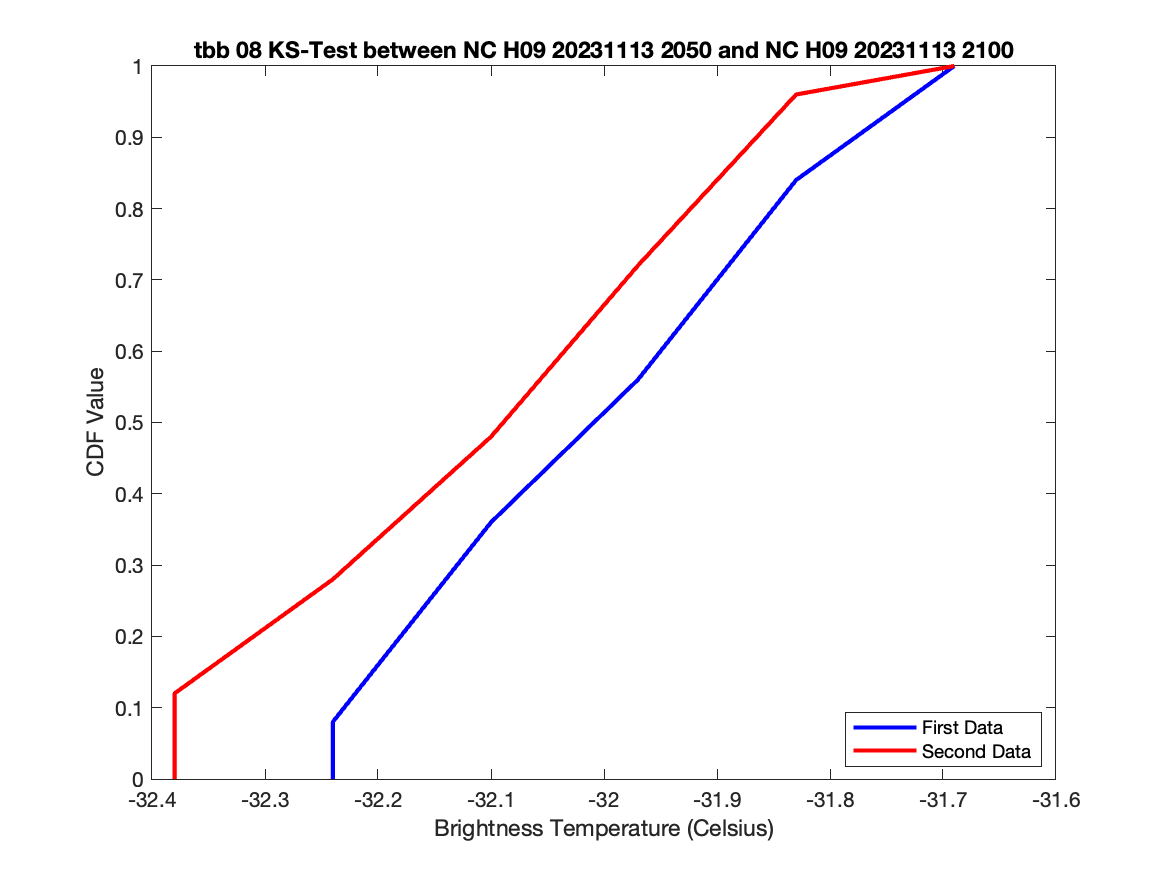 tbb 08 KS-Test between NC H09 20231113 2050 and NC H09 20231113 2100
1
0.9
0.8
0.7
0.6
0.5
0.4
0.3
0.2
0.1
0
CDF Value
-32.4 -32.3 -32.2 -32.1 -32 -31.9 -31.8 -31.7 -31.6
Brightness Temperature (Celsius)
First Data
Second Data